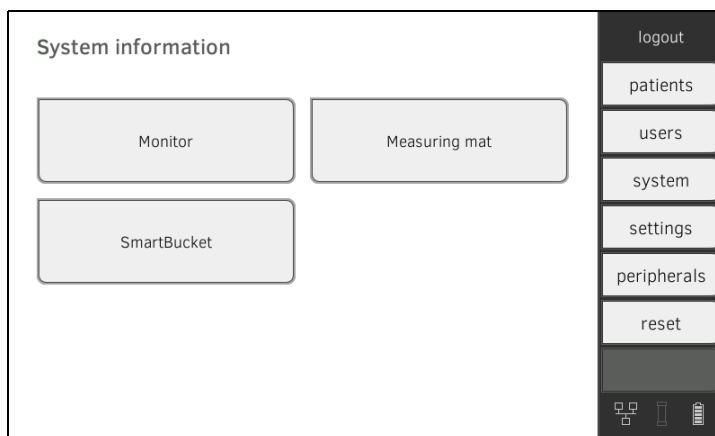 System information
Monitor
Measuring mat
SmartBucket
logout
patients
users
system
settings
peripherals
reset